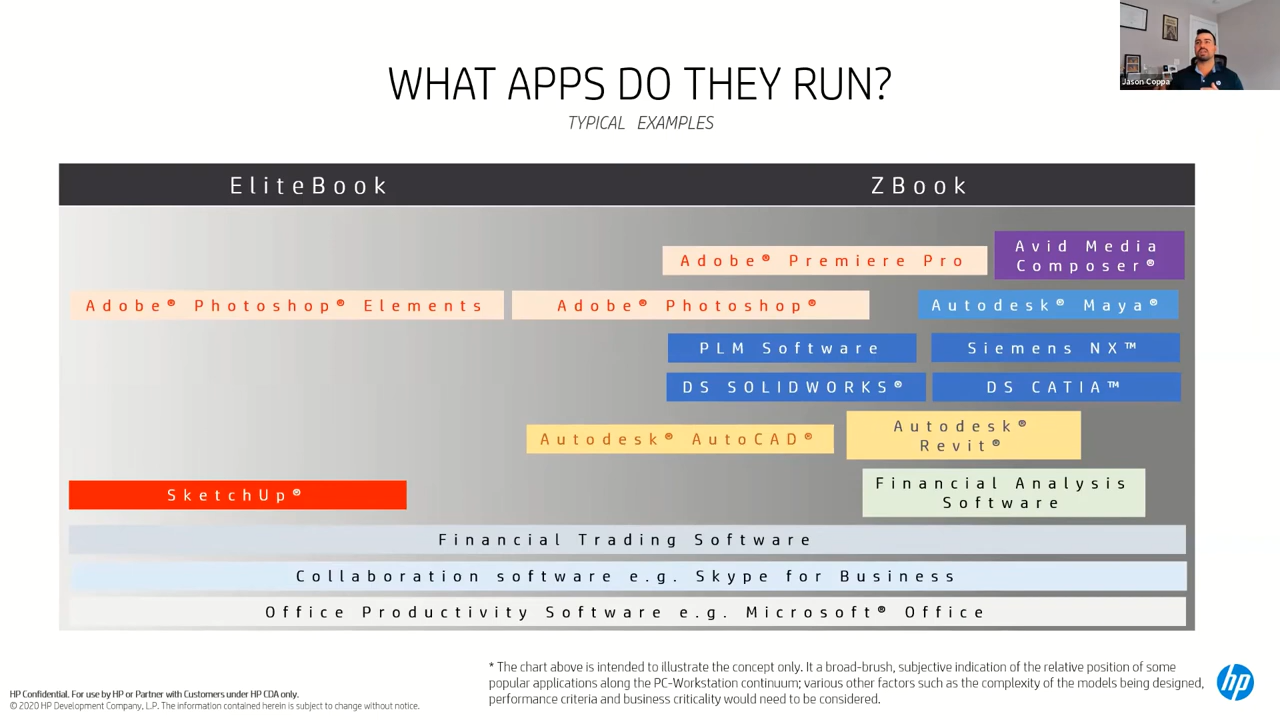 Jason Coppa
WHAT APPS DO THEY RUN?
TYPICAL EXAMPLES
EliteBook
ZBook
Adobe® Premiere Pro
Avid Media
Composer®
Adobe® Photoshop® Elements
Adobe® Photoshop®
Autodesk® Maya®
PLM Software
Siemens NX™
DS SOLIDWORKS®
DS CATIA™
Autodesk® AutoCAD®
Autodesk®
Revit®
SketchUp®
Financial Analysis
Software
Financial Trading Software
Collaboration software e.g. Skype for Business
Office Productivity Software e.g. Microsoft® Office
* The chart above is intended to illustrate the concept only. It a broad-brush, subjective indication of the relative position of some
popular applications along the PC-Workstation continuum; various other factors such as the complexity of the models being designed,
performance criteria and business criticality would need to be considered.
HP Confidential. For use by HP or Partner with Customers under HP CDA only.
© 2020 HP Development Company, L.P. The information contained herein is subject to change without notice.
hp